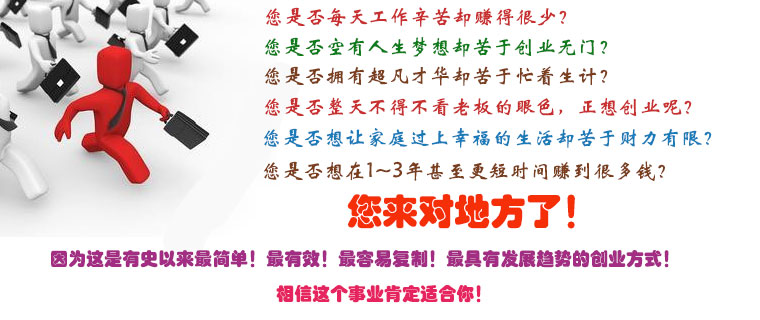 您是否每天工作辛苦却赚得很少？
您是否空有人生梦想却苦于创业无门？
您是否拥有超凡才华却苦于忙着生计？
您是否整天不得不看老板的眼色，正想创业呢？
您是否想让家庭过上幸福的生活却苦于财力有限？
您是否想在1~3年甚至更短时间赚到很多钱？
您来对地方了！
因为这是有史以来最简单！最有效！最容易复制！最具有发展趋势的创业方式！
相信这个事业肯定适合你！